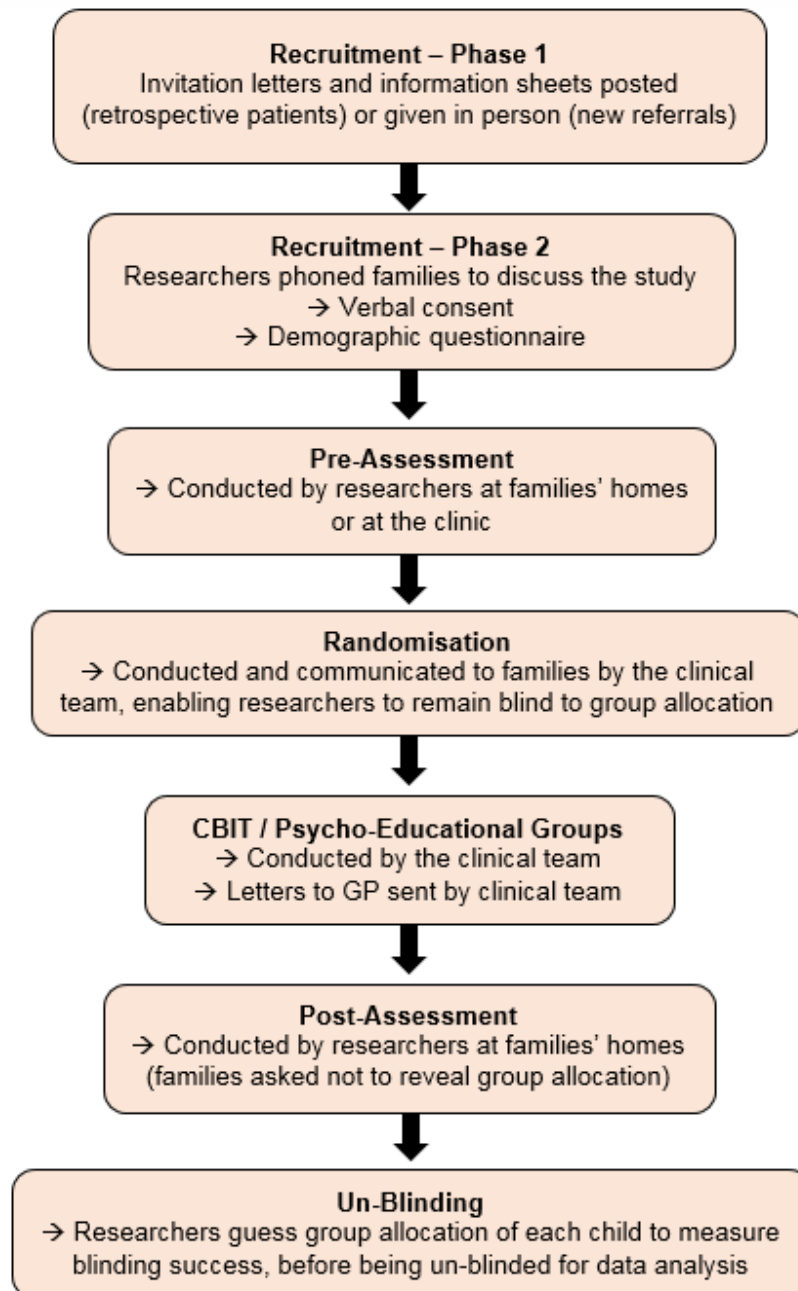 Recruitment – Phase 1
Invitation letters and information sheets posted
(retrospective patients) or given in person (new referrals)
Recruitment – Phase 2
Researchers phoned families to discuss the study
→ Verbal consent
→ Demographic questionnaire
Pre-Assessment
→ Conducted by researchers at families’ homes
or at the clinic
Randomisation
→ Conducted and communicated to families by the clinical
team, enabling researchers to remain blind to group allocation
CBIT / Psycho-Educational Groups
→ Conducted by the clinical team
→ Letters to GP sent by clinical team
Post-Assessment
→ Conducted by researchers at families’ homes
(families asked not to reveal group allocation)
Un-Blinding
→ Researchers guess group allocation of each child to measure
blinding success, before being un-blinded for data analysis